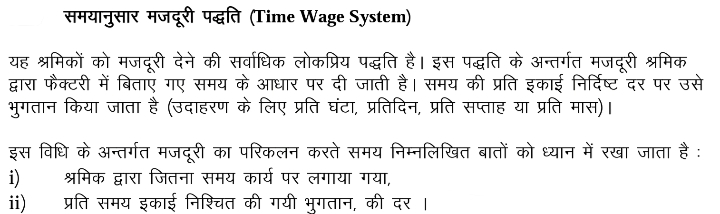 समयानुसार मजदूरी पद्धति (Time Wage System)
यह श्रमिकों को मजदूरी देने की सर्वाधिक लोकप्रिय पद्धति है। इस पद्धति के अन्तर्गत मजदूरी श्रमिक
द्वारा फैक्टरी में बिताए गए समय के आधार पर दी जाती है। समय की प्रति इकाई निर्दिष्ट दर पर उसे
भुगतान किया जाता है (उदाहरण के लिए प्रति घंटा, प्रतिदिन, प्रति सप्ताह या प्रति मास)।
इस विधि के अन्तर्गत मजदूरी का परिकलन करते समय निम्नलिखित बातों को ध्यान में रखा जाता है :
i) श्रमिक द्वारा जितना समय कार्य पर लगाया गया,
ii) प्रति समय इकाई निश्चित की गयी भुगतान, की दर ।